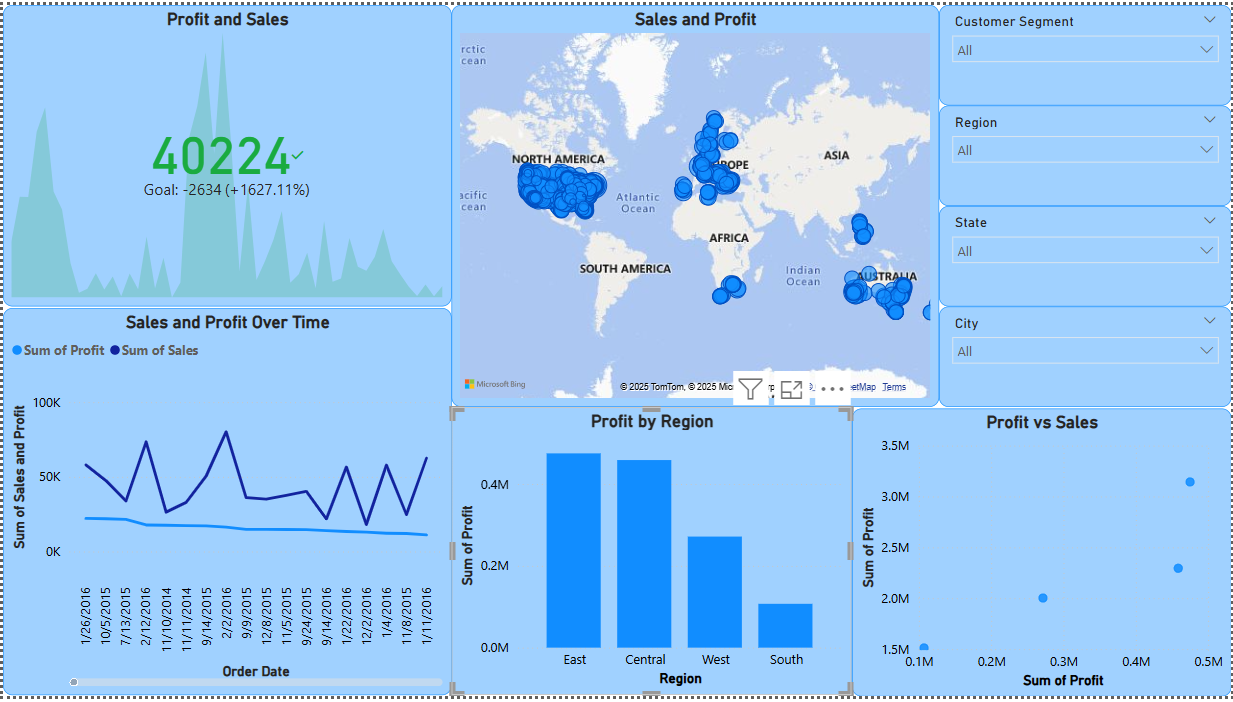 Profit and Sales
40224
Goal: -2634 (+1627.11%)
Sales and Profit
rctic
cean
NORTH AMERICA
ROPE
ASIA
acific
cean
Atlantic
Ocean
AFRICA
SOUTH AMERICA
Indian
Ocean
AUSTRALIA
Microsoft Bing
© 2025 TomTom, © 2025 Mic
etMap Terms
Customer Segment
All
Region
All
State
All
City
All
Sales and Profit Over Time
Sum of Profit Sum of Sales
Sum of Sales and Profit
100K
50K
0K
1/26/2016
10/5/2015
7/13/2015
2/12/2016
11/10/2014
11/11/2014
9/14/2015
2/2/2016
9/9/2015
12/8/2015
11/5/2015
9/24/2015
9/14/2016
1/22/2016
12/2/2016
1/4/2016
11/8/2015
1/11/2016
Order Date
Profit by Region
Sum of Profit
0.4M
0.2M
0.0M
East Central West South
Region
Profit vs Sales
Sum of Profit
3.5M
3.0M
2.5M
2.0M
1.5M
0.1M 0.2M 0.3M 0.4M 0.5M
Sum of Profit